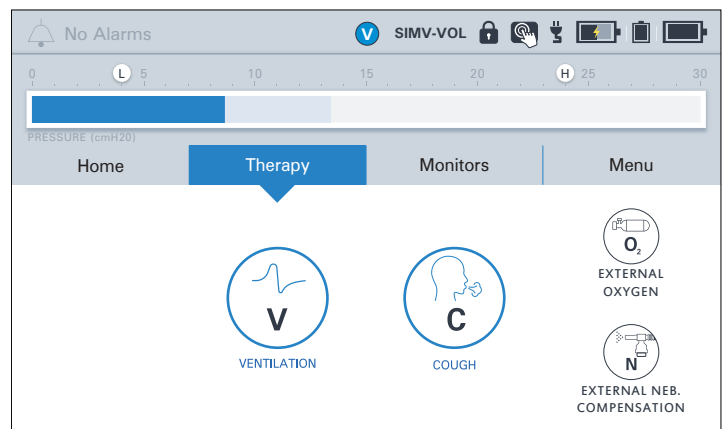 No Alarms
V SIMV-VOL
0 L 5 10 15 20 H 25 30
PRESSURE (cmH20)
Home Therapy Monitors Menu
O2
EXTERNAL
OXYGEN
V
VENTILATION
C
COUGH
N
EXTERNAL NEB.
COMPENSATION